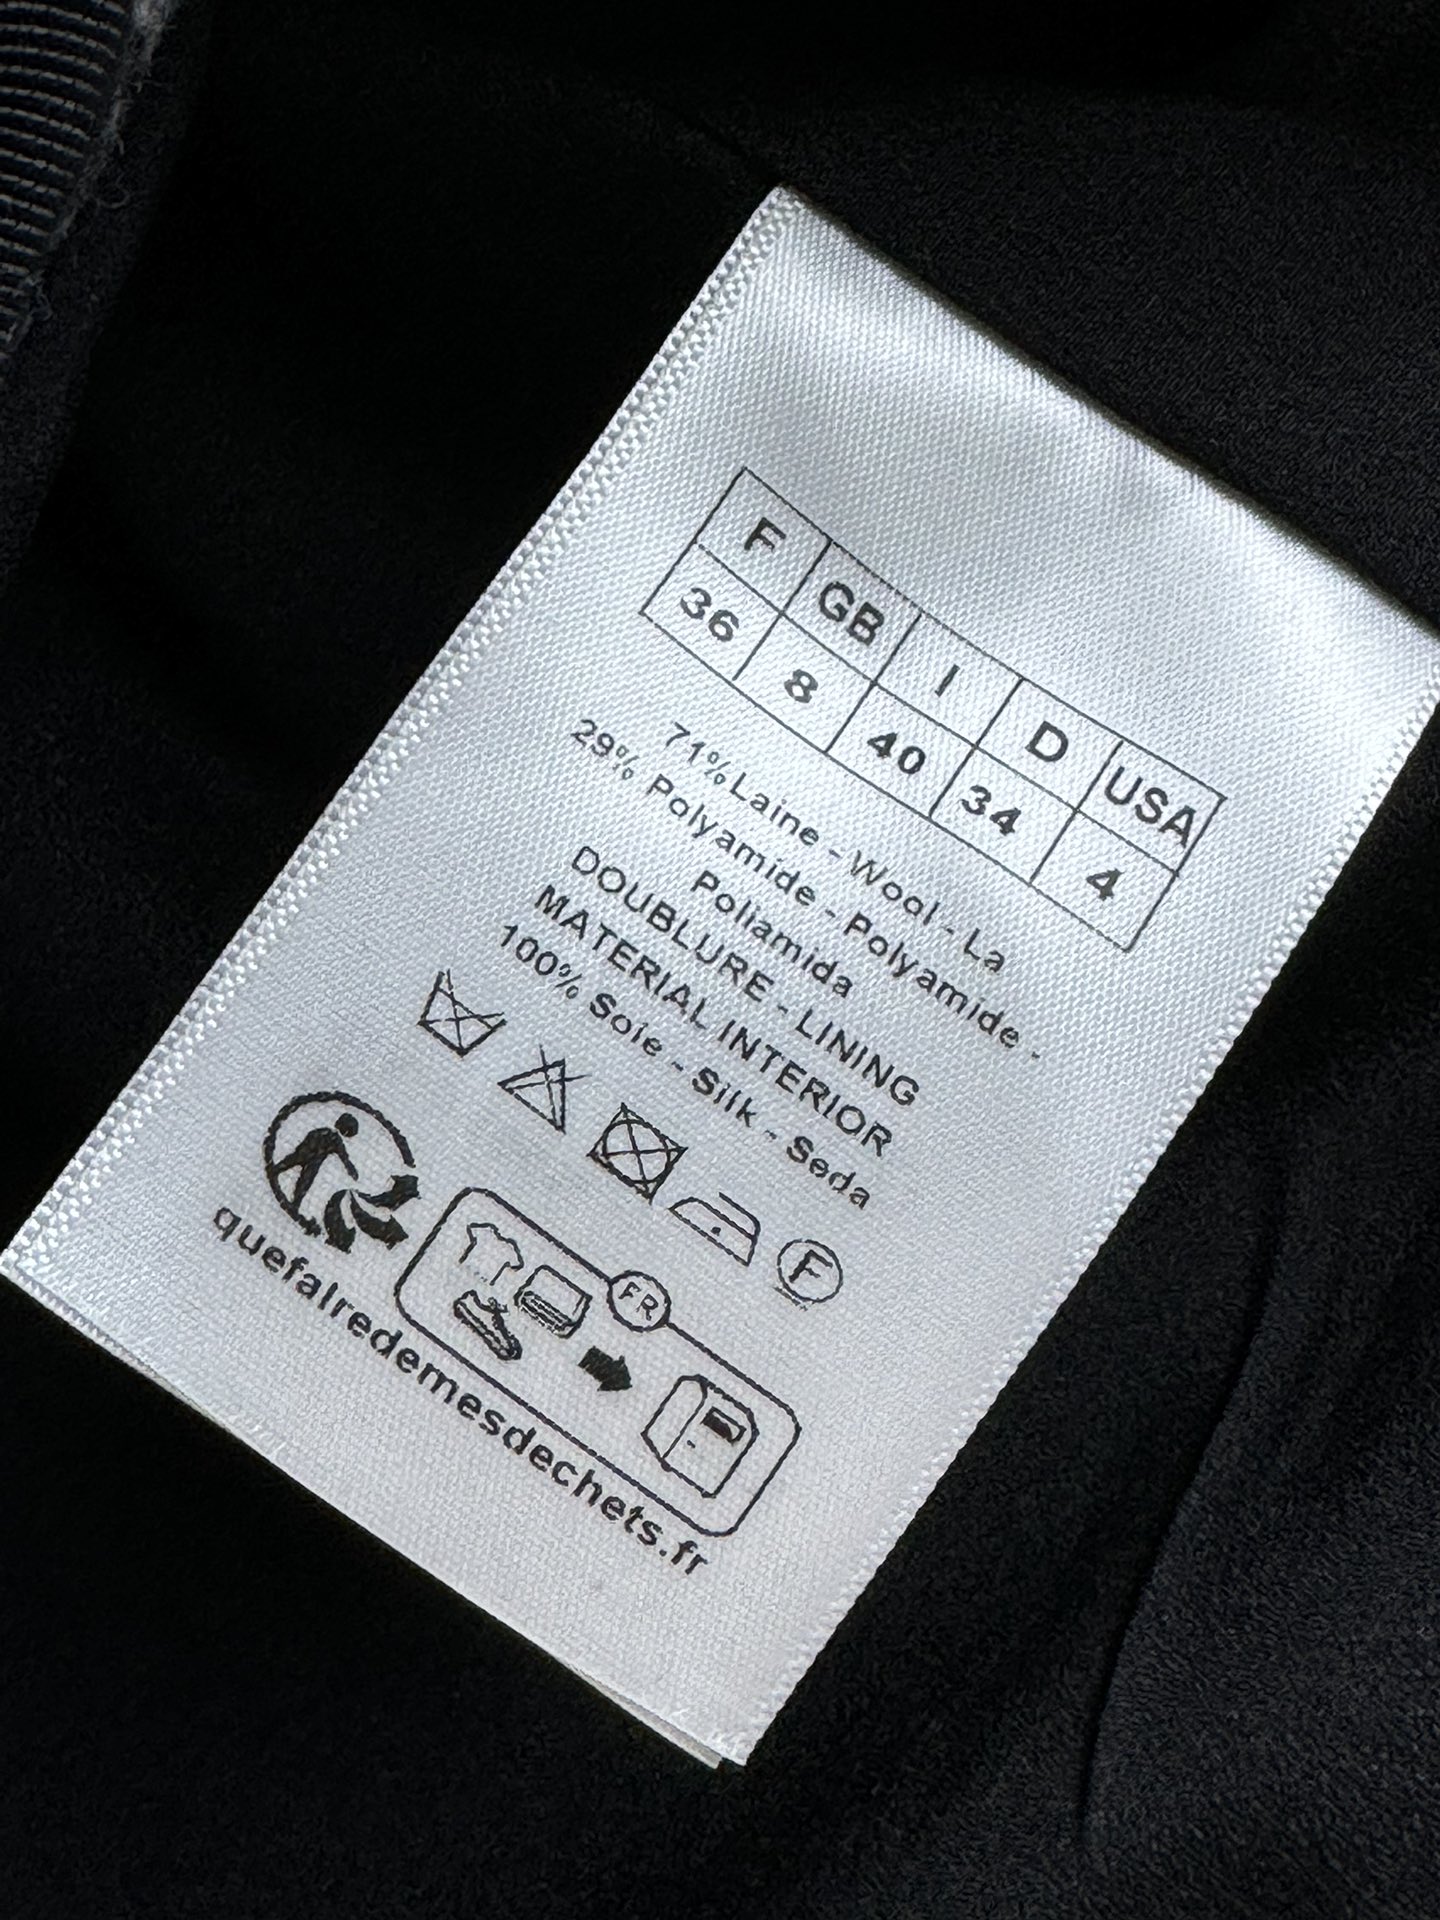 F GB I D USA
36 8 40 34 4
71%Laine - Wool - La
29% Polyamide - Polyamide -
Poliamida
DOUBLURE - LINING
MATERIAL INTERIOR
100% Soie - Silk - Seda
F
FR
quefairedemesdechets.fr